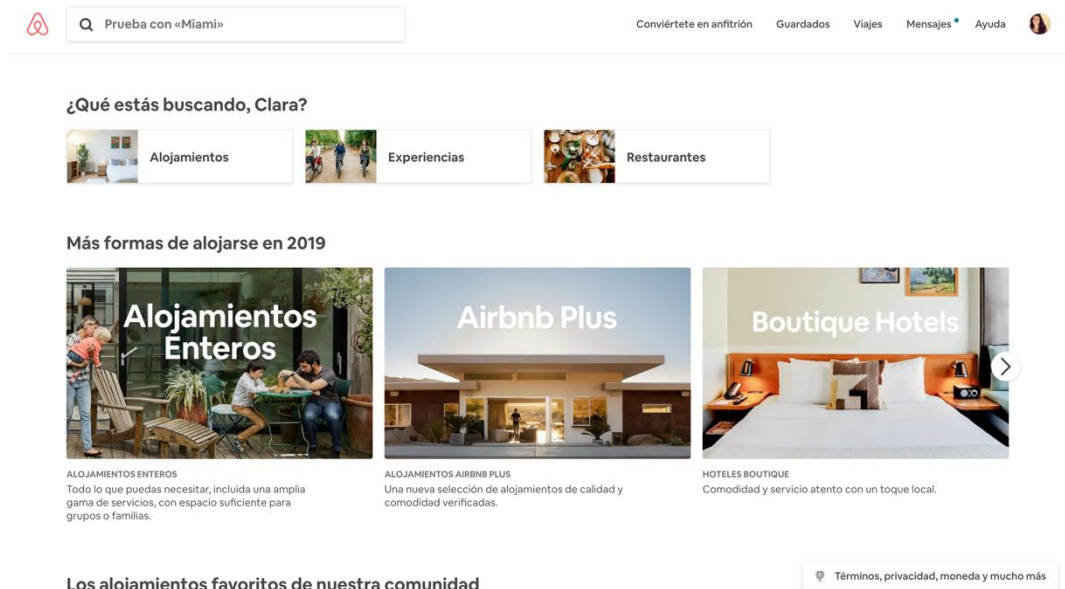 Prueba con «Miami»
Conviértete en anfitrión
Guardados
Viajes
Mensajes
Ayuda
¿Qué estás buscando, Clara?
Alojamientos
Experiencias
Restaurantes
Más formas de alojarse en 2019
Alojamientos
Enteros
Airbnb Plus
Boutique Hotels
ALOJAMIENTOS ENTEROS
Todo lo que puedas necesitar, incluida una amplia
gama de servicios, con espacio suficiente para
grupos o familias.
ALOJAMIENTOS AIRBNB PLUS
Una nueva selección de alojamientos de calidad y
comodidad verificadas.
HOTELES BOUTIQUE
Comodidad y servicio atento con un toque local.
Los alojamientos favoritos de nuestra comunidad
Términos, privacidad, moneda y mucho más